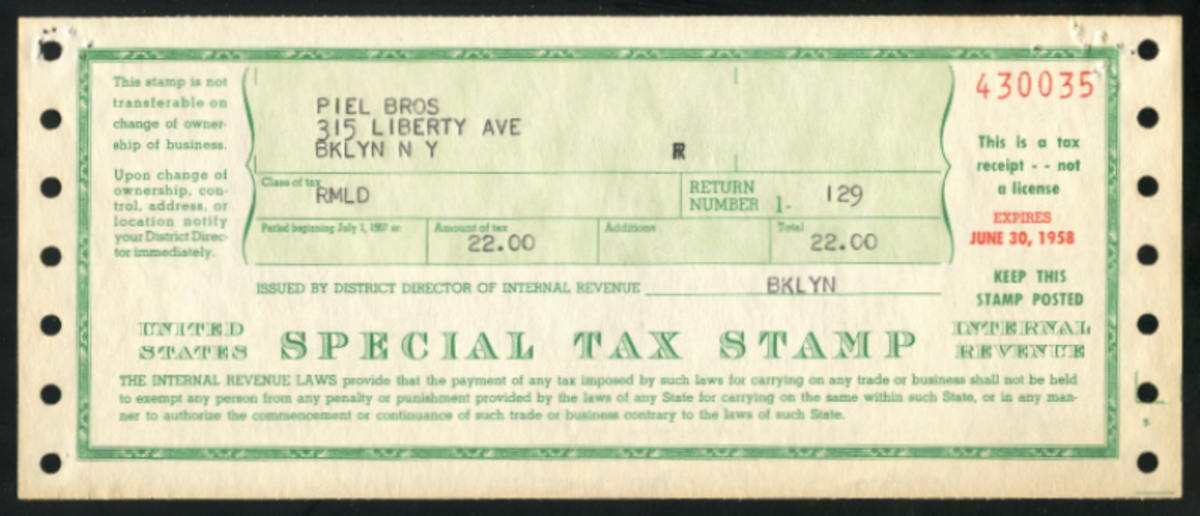 This stamp is not
transferable on
change of owner-
ship of business.
Upon change of
ownership, con-
trol, address, or
location notify
your District Direc-
tor immediately.
PIEL BROS
315 LIBERTY AVE
BKLYN N Y
R
Class of tax
RMLD
RETURN
NUMBER 1- 129
Period beginning July 1, 1957 or
Amount of tax
22.00
Additions
Total
22.00
ISSUED BY DISTRICT DIRECTOR OF INTERNAL REVENUE BKLYN
430035
This is a tax
receipt - - not
a license
EXPIRES
JUNE 30, 1958
KEEP THIS
STAMP POSTED
UNITED
STATES
SPECIAL TAX STAMP
INTERNAL
REVENUE
THE INTERNAL REVENUE LAWS provide that the payment of any tax imposed by such laws for carrying on any trade or business shall not be held
to exempt any person from any penalty or punishment provided by the laws of any State for carrying on the same within such State, or in any man-
ner to authorize the commencement or continuance of such trade or business contrary to the laws of such State.